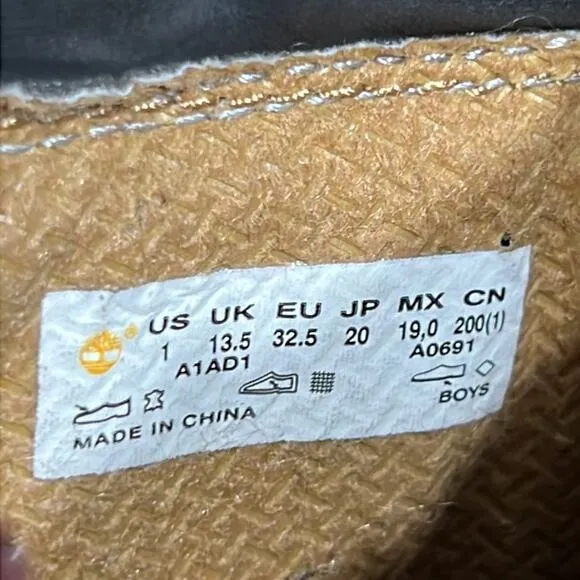 US UK EU JP MX CN
1 13.5 32.5 20 19,0 200(1)
A1AD1 A0691
BOYS
MADE IN CHINA